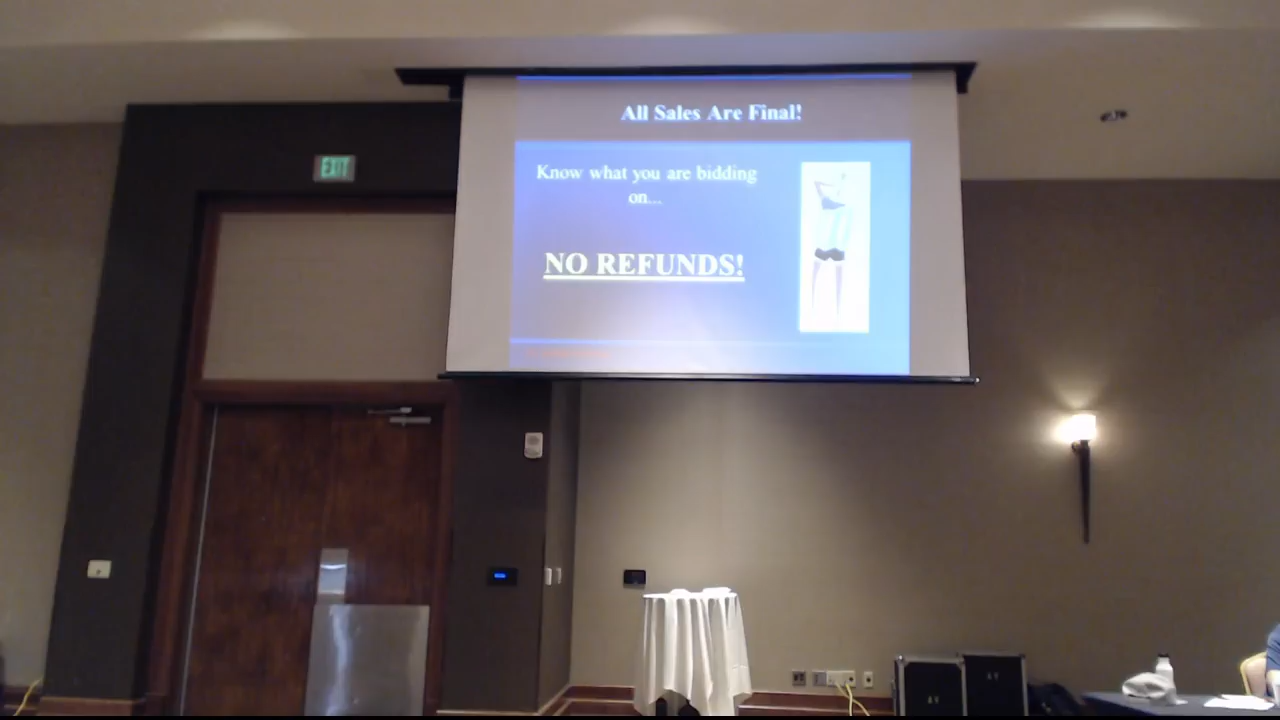 All Sales Are Final!
EXIT
Know what you are bidding
on...
NO REFUNDS!